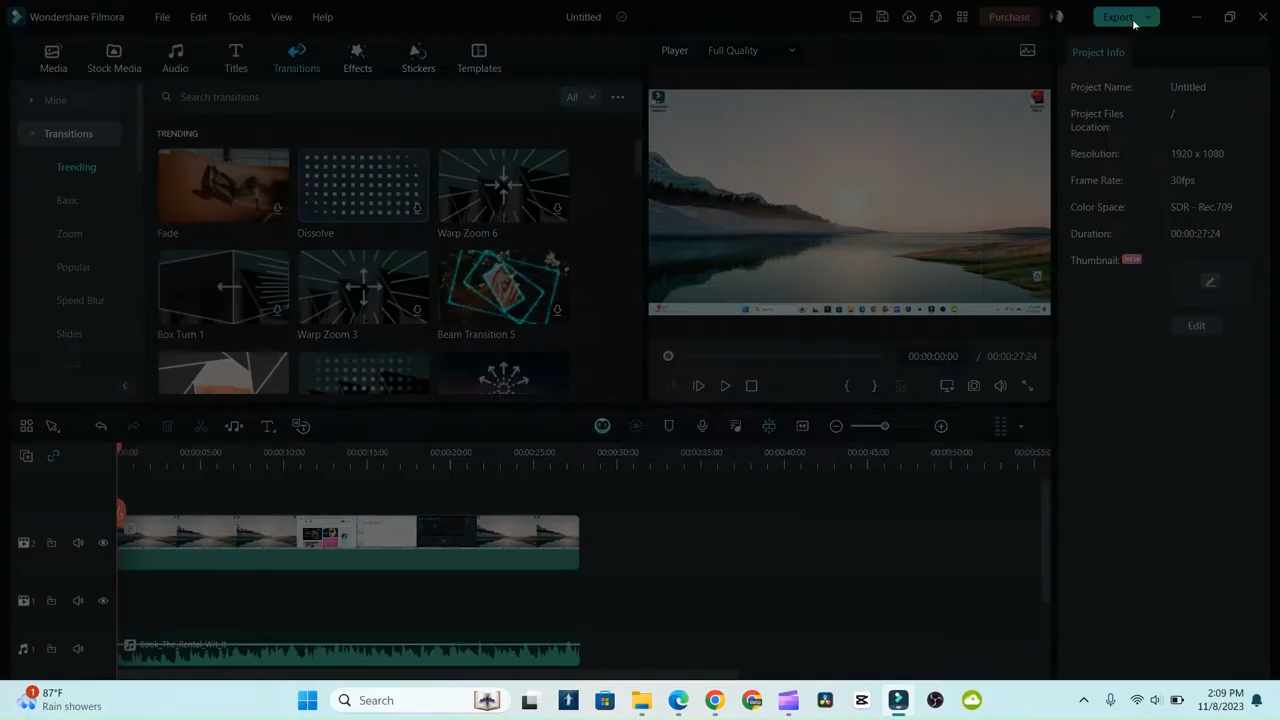 Wondershare Filmora File Edit Tools View Help Untitled Purchase Export
Media Stock Media Audio Titles Transitions Effects Stickers Templates
Player Full Quality
Project Info
Mine
Search transitions All
Transitions
TRENDING
Trending
Basic
Zoom
Popular
Speed Blur
Slides
Fade Dissolve Warp Zoom 6
Box Turn 1 Warp Zoom 3 Beam Transition 5
00:00:00:00 / 00:00:27:24
Project Name: Untitled
Project Files
Location: /
Resolution: 1920 x 1080
Frame Rate: 30fps
Color Space: SDR - Rec.709
Duration: 00:00:27:24
Thumbnail:
Edit
00:00 00:00:05:00 00:00:10:00 00:00:15:00 00:00:20:00 00:00:25:00 00:00:30:00 00:00:35:00 00:00:40:00 00:00:45:00 00:00:50:00 00:00:55:0
2
1
Book_The_Rental_Wit_It
1
1 87°F
Rain showers
Search
2:09 PM
11/8/2023